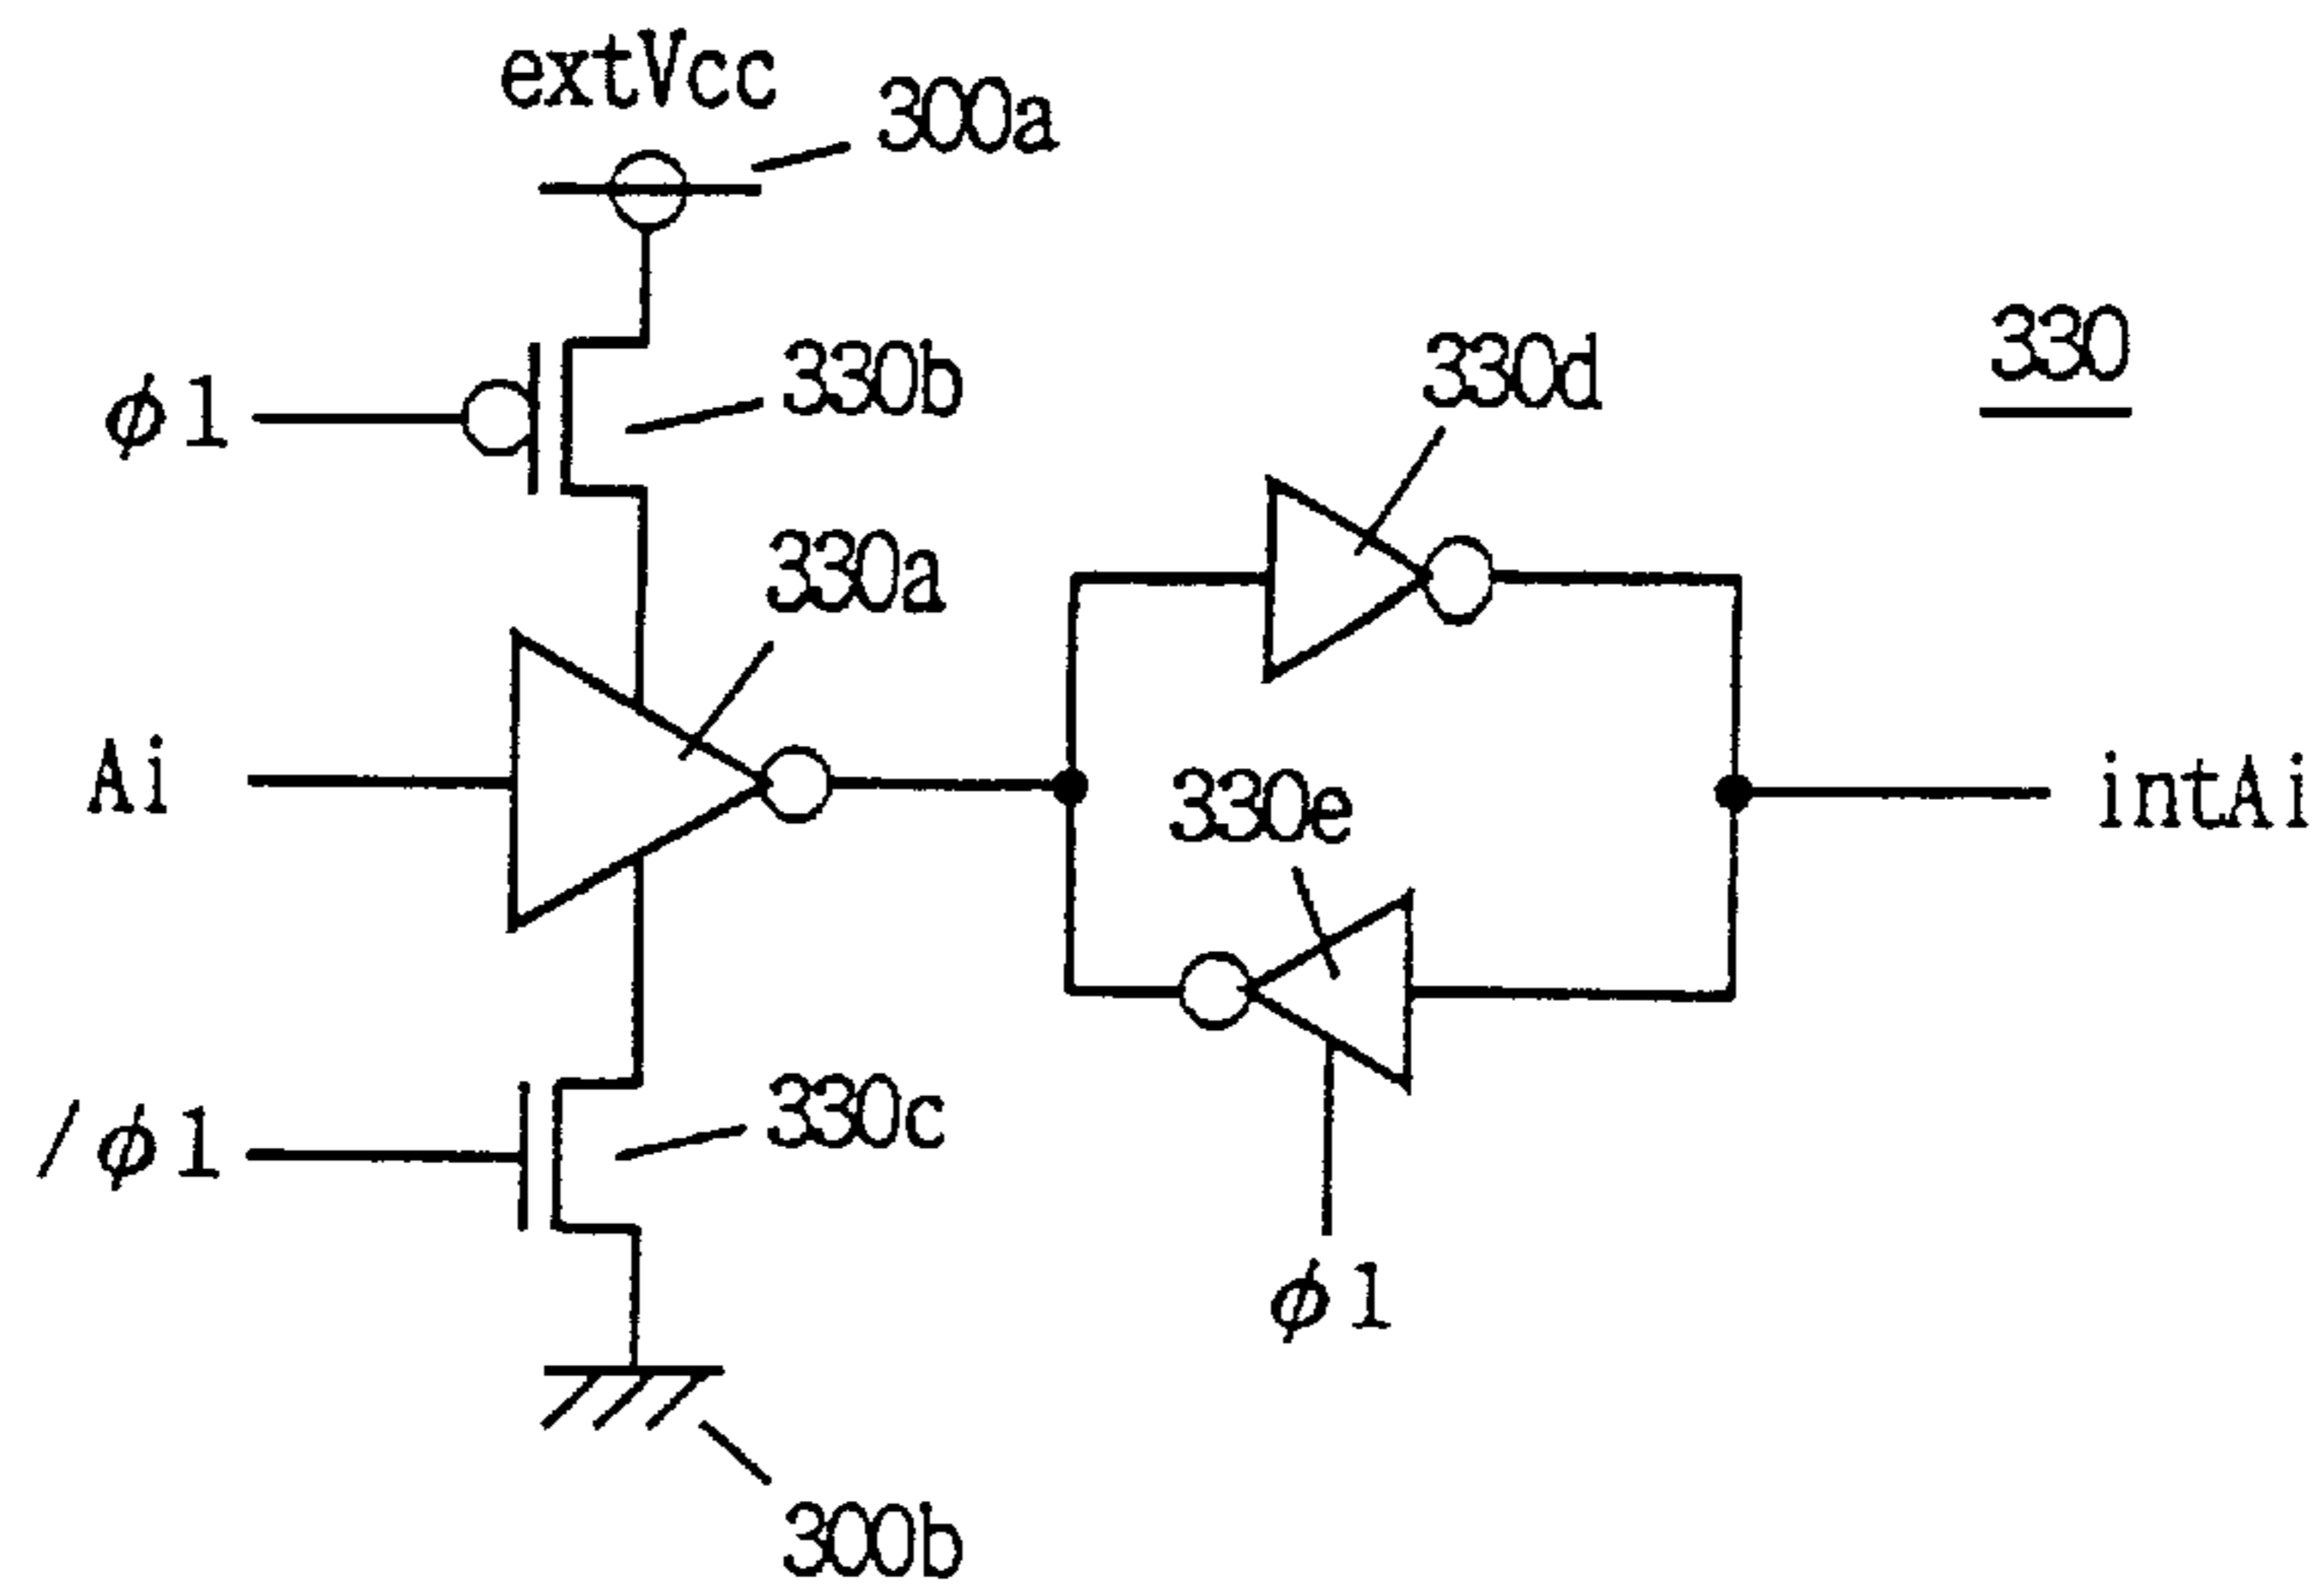 extVcc
300a
330
330b
330d
φ1
330a
Ai
330e
intAi
/φ1
330c
φ1
300b